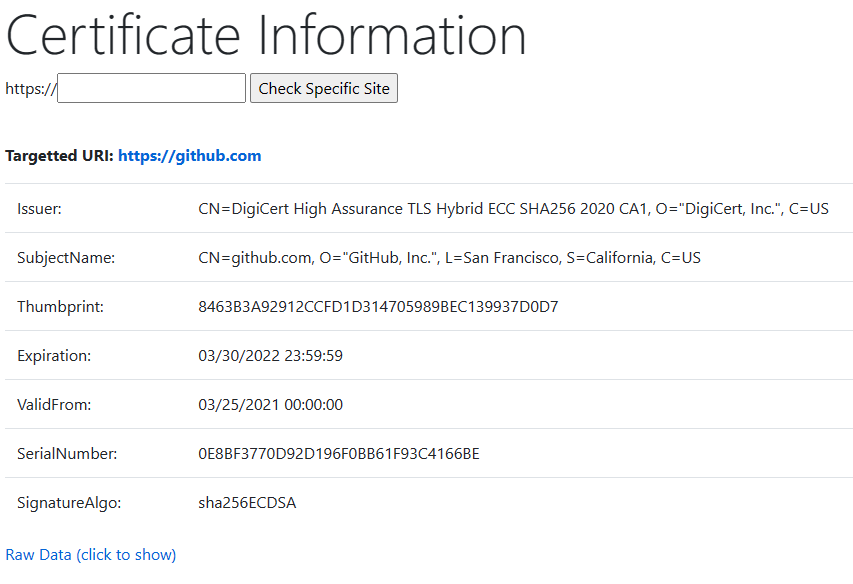 Certificate Information
https:// Check Specific Site
Targetted URI: https://github.com
Issuer: CN=DigiCert High Assurance TLS Hybrid ECC SHA256 2020 CA1, O="DigiCert, Inc.", C=US
SubjectName: CN=github.com, O="GitHub, Inc.", L=San Francisco, S=California, C=US
Thumbprint: 8463B3A92912CCFD1D314705989BEC139937D0D7
Expiration: 03/30/2022 23:59:59
ValidFrom: 03/25/2021 00:00:00
SerialNumber: 0E8BF3770D92D196F0BB61F93C4166BE
SignatureAlgo: sha256ECDSA
Raw Data (click to show)